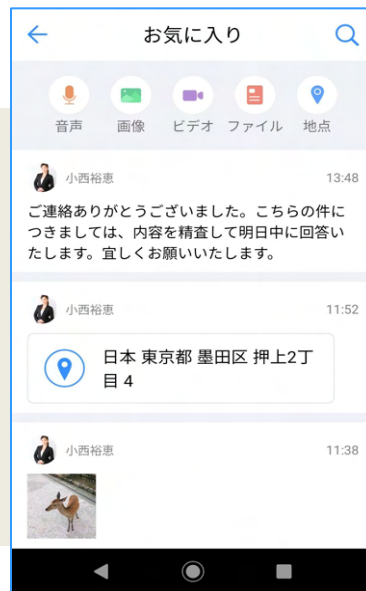 お気に入り
音声 画像 ビデオ ファイル 地点
小西裕恵 13:48
ご連絡ありがとうございました。こちらの件に
つきましては、内容を精査して明日中に回答い
たします。宜しくお願いいたします。
小西裕恵 11:52
日本 東京都 墨田区 押上2丁
目 4
小西裕恵 11:38